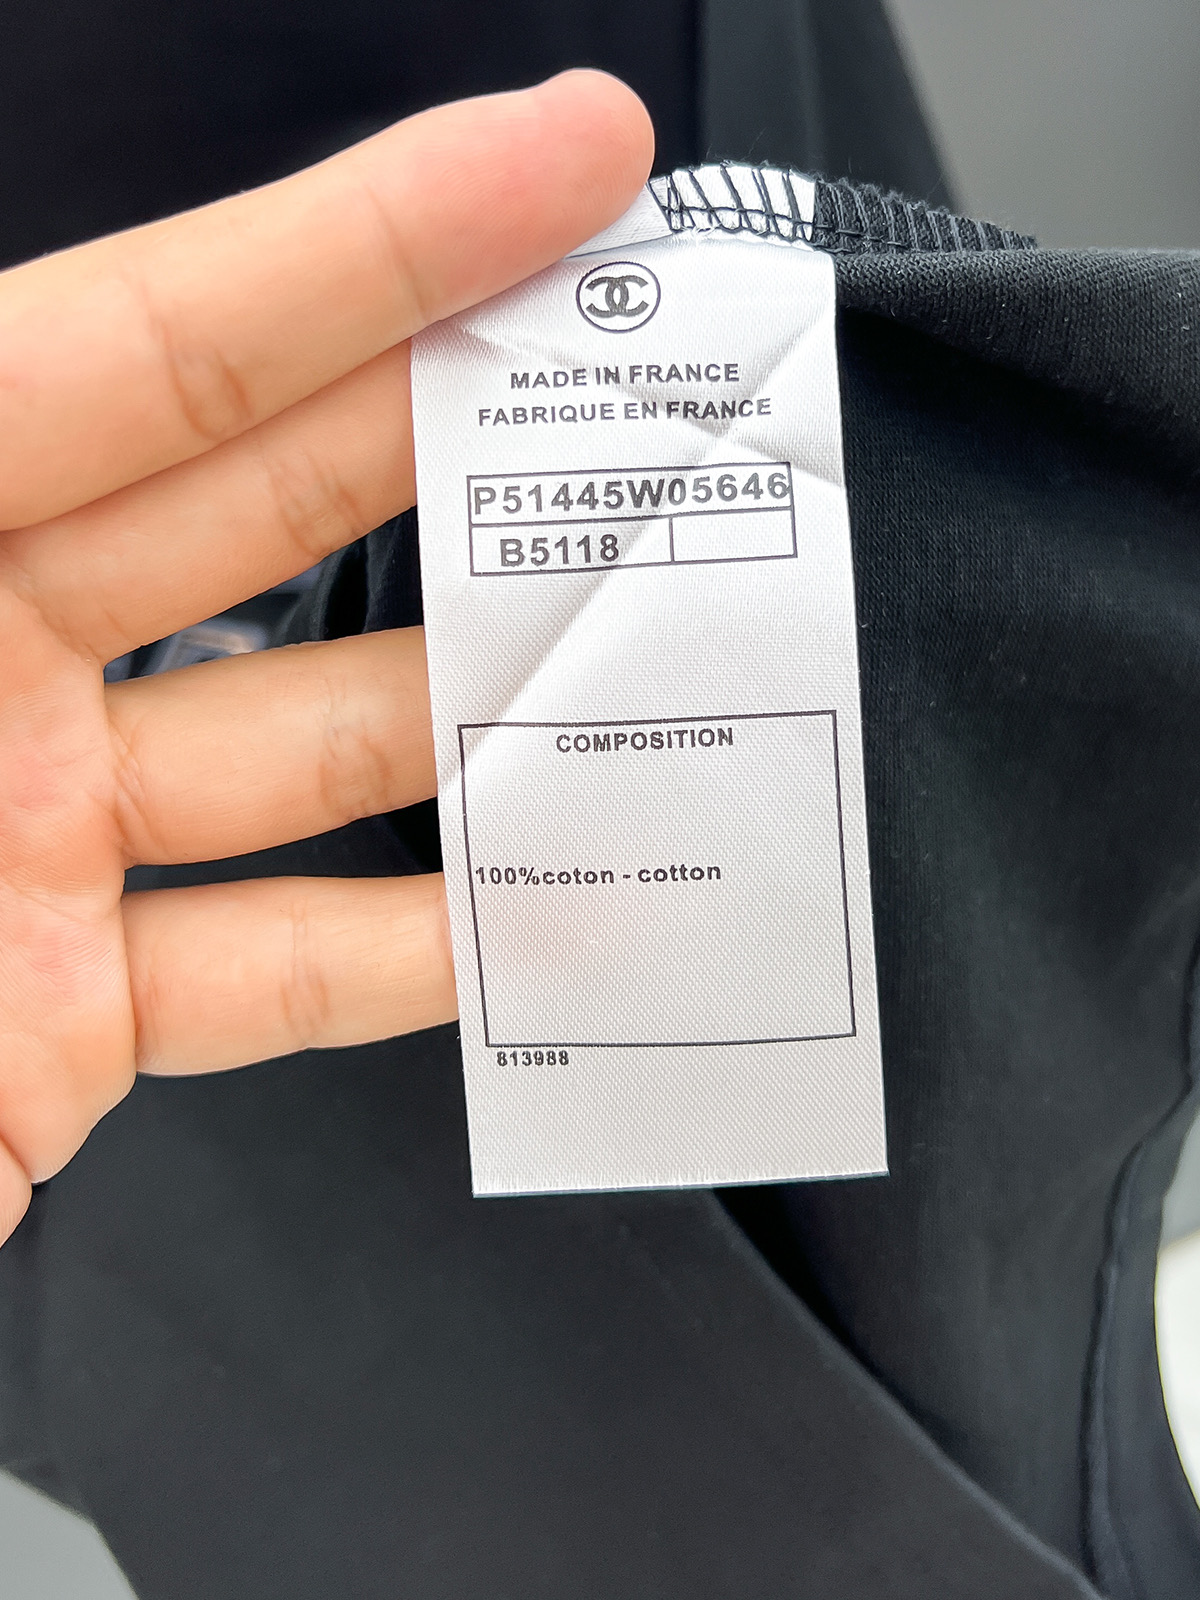 MADE IN FRANCE
FABRIQUE EN FRANCE
P51445W05646
B5118
COMPOSITION
100%coton - cotton
813988